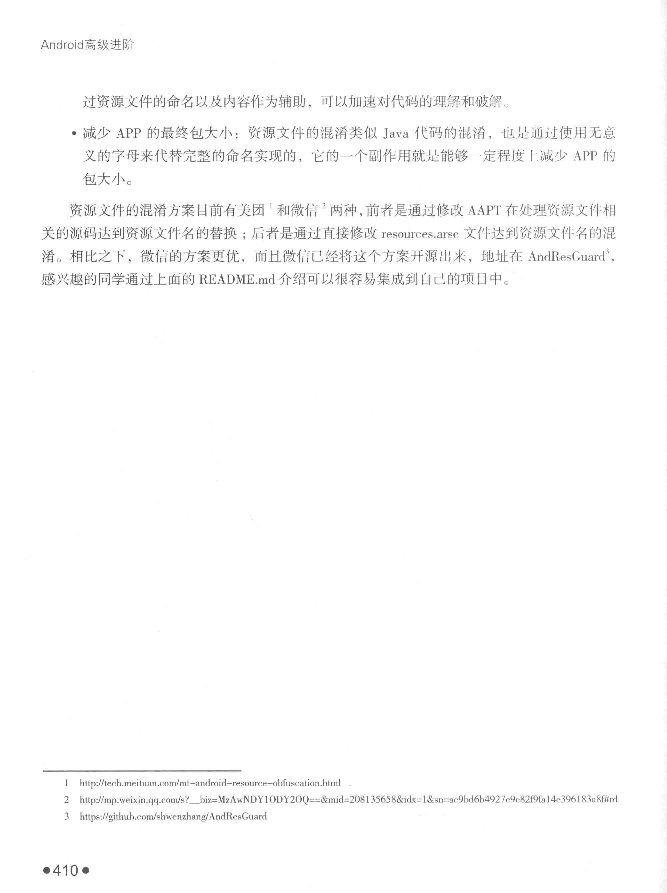 Android高级进阶
过资源文件的命名以及内容作为辅助，可以加速对代码的理解和破解。
• 减少 APP 的最终包大小：资源文件的混淆类似 Java 代码的混淆，也是通过使用无意
义的字母来代替完整的命名实现的，它的一个副作用就是能够一定程度上减少 APP 的
包大小。
资源文件的混淆方案目前有美团1 和微信2 两种，前者是通过修改 AAPT 在处理资源文件相
关的源码达到资源文件名的替换；后者是通过直接修改 resources.arsc 文件达到资源文件名的混
淆。相比之下，微信的方案更优，而且微信已经将这个方案开源出来，地址在 AndResGuard3，
感兴趣的同学通过上面的 README.md 介绍可以很容易集成到自己的项目中。
1 http://tech.meituan.com/mt-android-resource-obfuscation.html
2 http://mp.weixin.qq.com/s?__biz=MzAwNDY1ODY2OQ==&mid=208135658&idx=1&sn=ac9bd6b4927e9e82f9fa14e396183a8f#rd
3 https://github.com/shwenzhang/AndResGuard
●410●